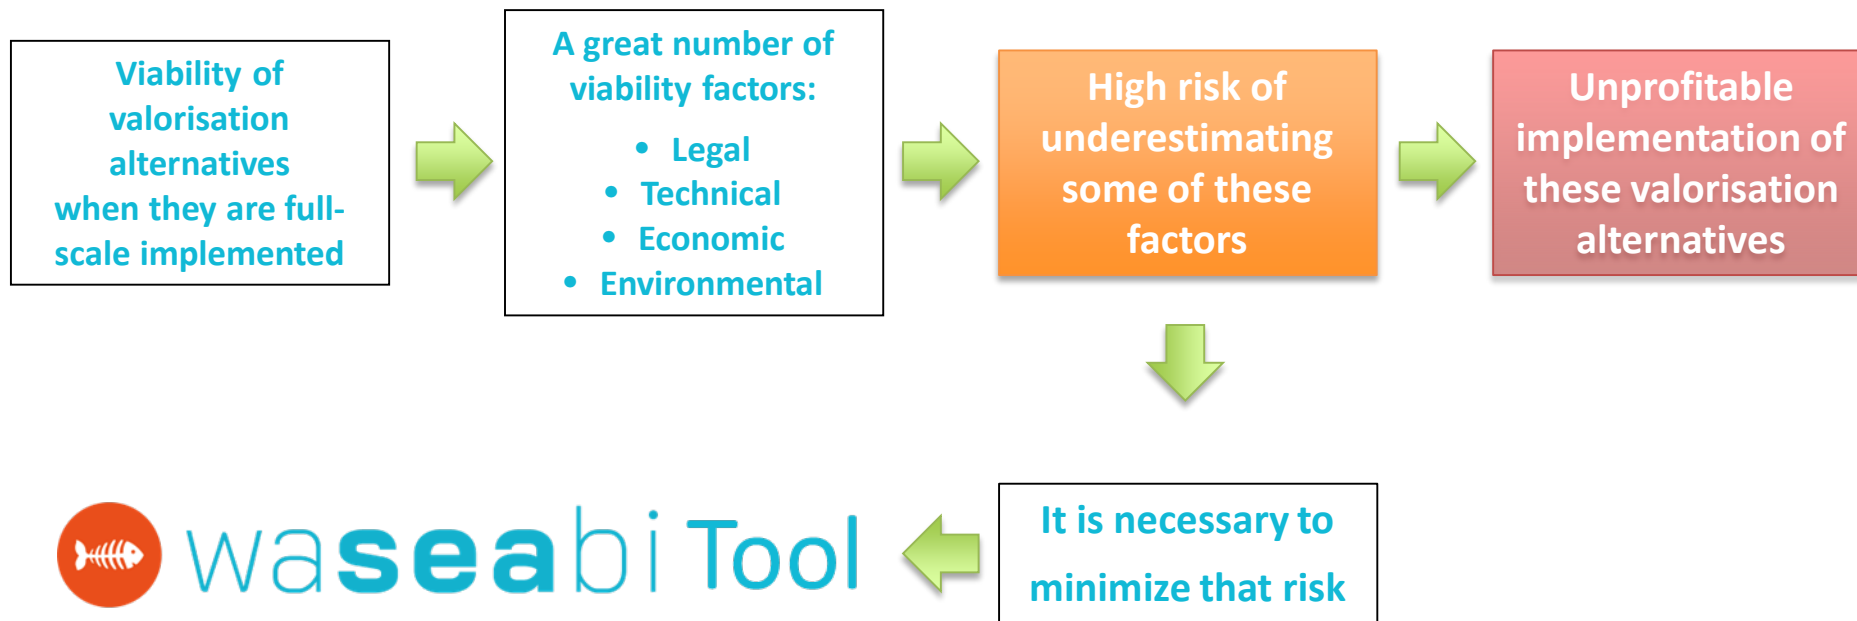 Viability of
valorisation
alternatives
when they are full-
scale implemented
A great number of
viability factors:
• Legal
• Technical
• Economic
• Environmental
High risk of
underestimating
some of these
factors
Unprofitable
implementation of
these valorisation
alternatives
It is necessary to
minimize that risk
waseabi Tool